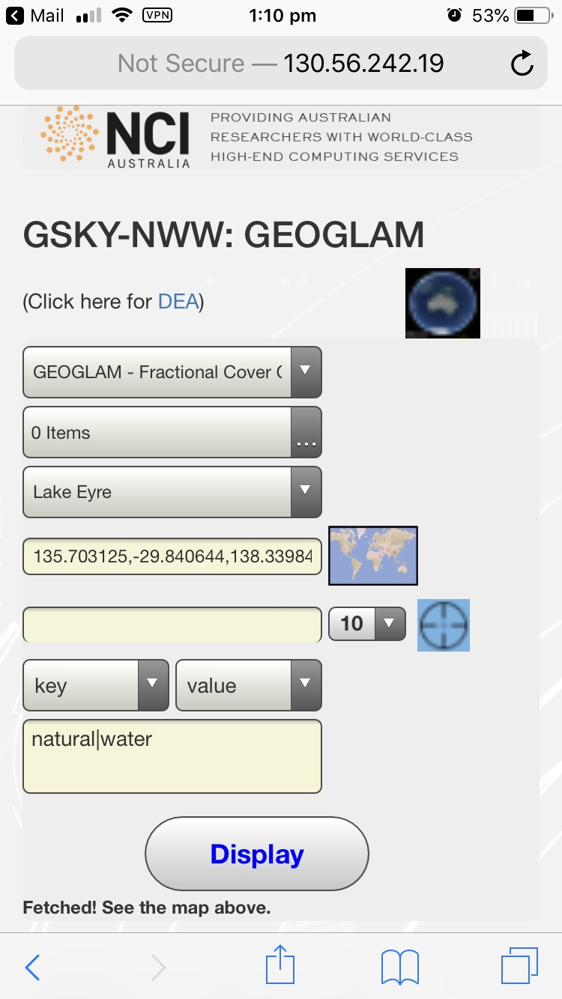 Mail VPN 1:10 pm 53%
Not Secure — 130.56.242.19
NCI AUSTRALIA
PROVIDING AUSTRALIAN
RESEARCHERS WITH WORLD-CLASS
HIGH-END COMPUTING SERVICES
GSKY-NWW: GEOGLAM
(Click here for DEA)
GEOGLAM - Fractional Cover
0 Items
...
Lake Eyre
135.703125,-29.840644,138.33984
10
key value
natural|water
Display
Fetched! See the map above.